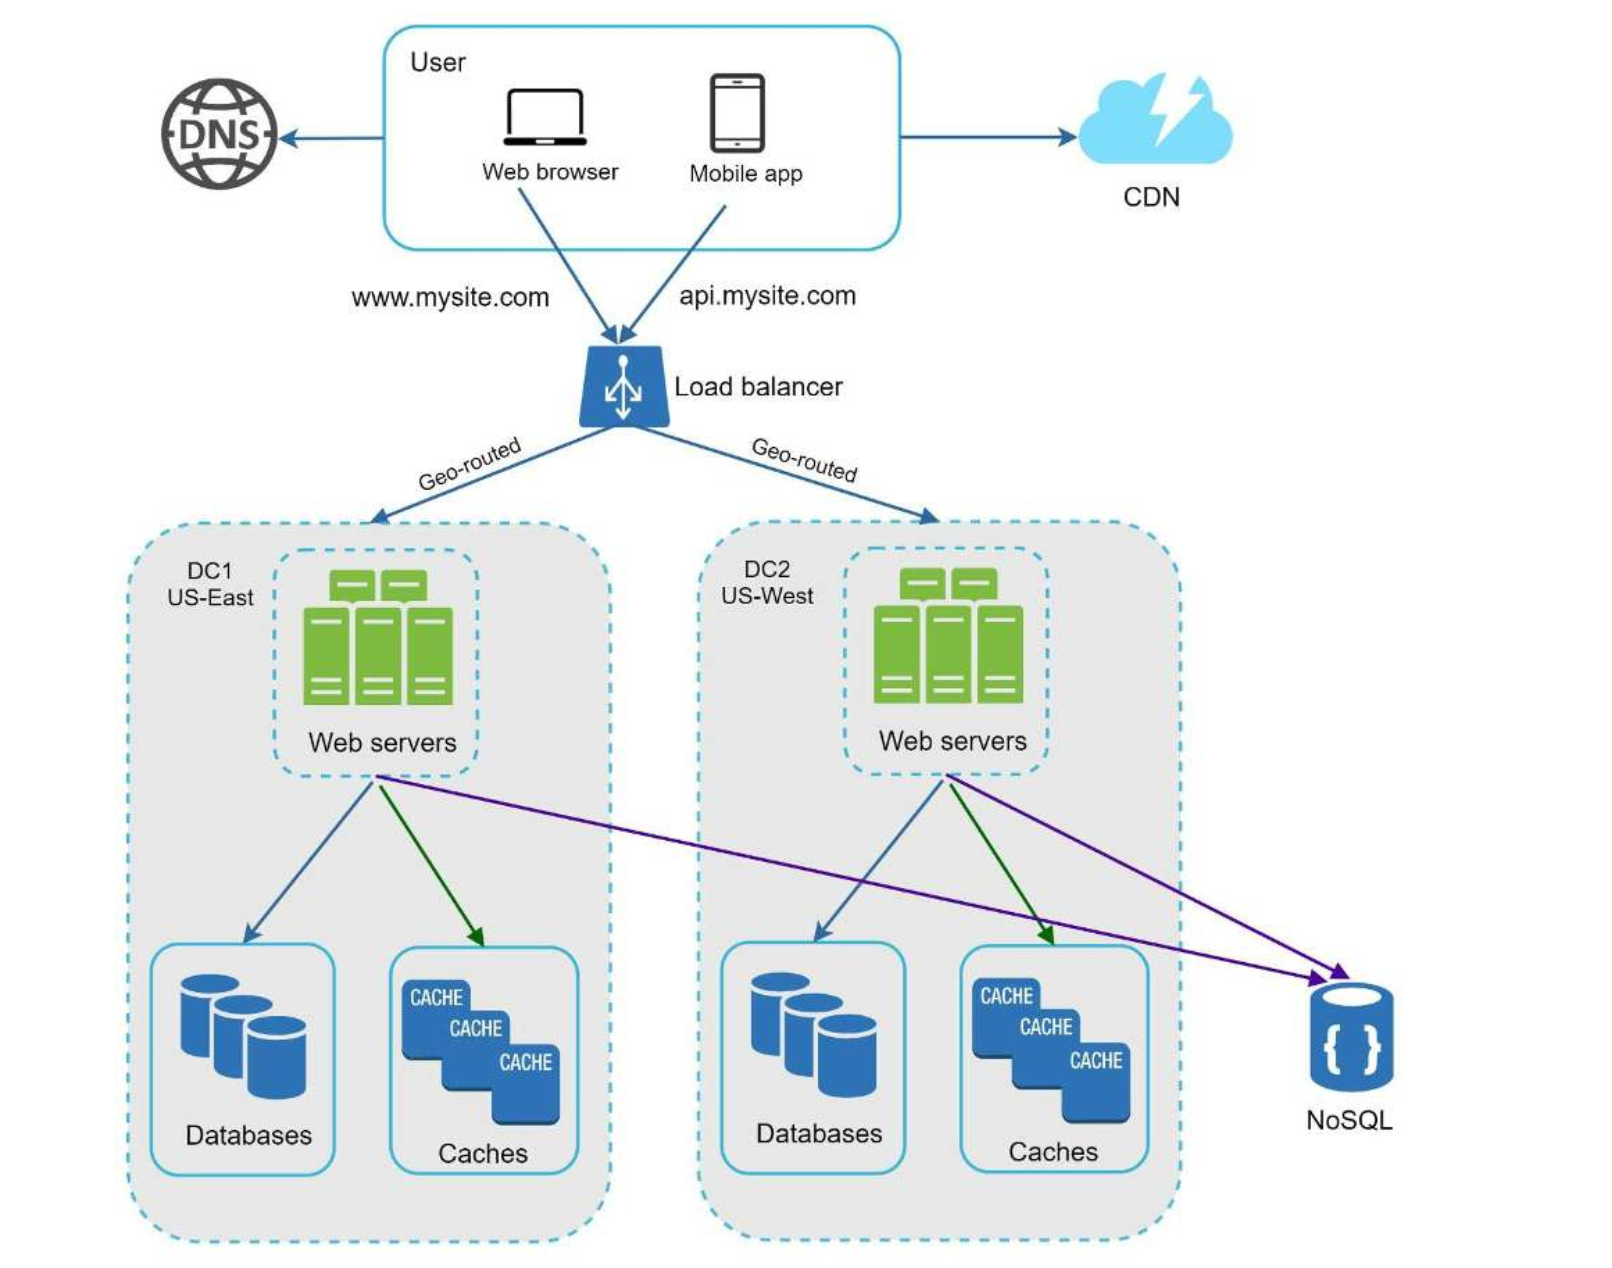 User
DNS
Web browser
Mobile app
CDN
www.mysite.com
api.mysite.com
Load balancer
Geo-routed
Geo-routed
DC1
US-East
Web servers
DC2
US-West
Web servers
CACHE
CACHE
CACHE
Databases
Caches
CACHE
CACHE
CACHE
Databases
Caches
{ }
NoSQL